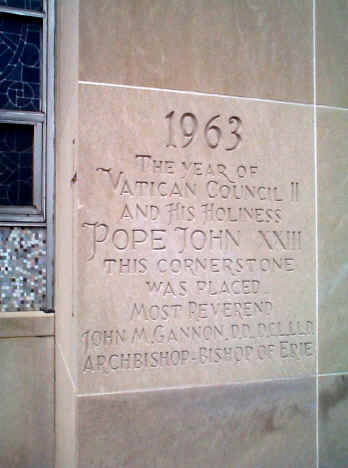 1963
THE YEAR OF
VATICAN COUNCIL II
AND HIS HOLINESS
POPE JOHN XXIII
THIS CORNERSTONE
WAS PLACED
MOST REVEREND
JOHN M. GANNON, D.D. D.C.L. L.L.D.
ARCHBISHOP-BISHOP OF ERIE